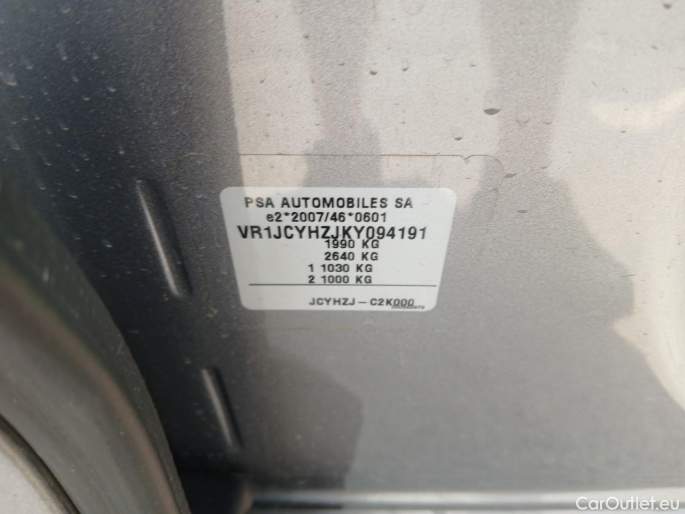 PSA AUTOMOBILES SA
e2*2007/46*0601
VR1JCYHZJKY094191
1990 KG
2640 KG
1 1030 KG
2 1000 KG
JCYHZJ – C2K000
CarOutlet.eu